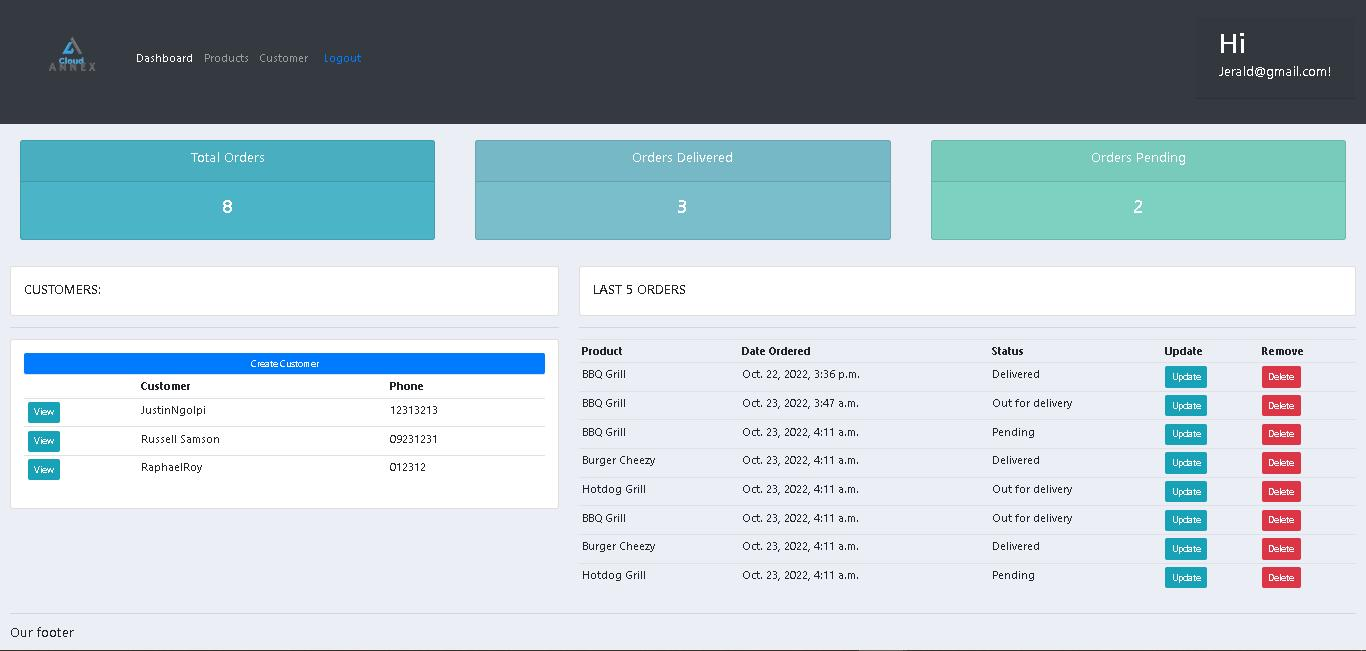 Cloud
ANNEX
Dashboard Products Customer Logout
Hi
Jerald@gmail.com!
Total Orders
8
Orders Delivered
3
Orders Pending
2
CUSTOMERS:
Create Customer
Customer Phone
View JustinNgolpi 12313213
View Russell Samson 09231231
View RaphaelRoy 012312
LAST 5 ORDERS
Product Date Ordered Status Update Remove
BBQ Grill Oct. 22, 2022, 3:36 p.m. Delivered Update Delete
BBQ Grill Oct. 23, 2022, 3:47 a.m. Out for delivery Update Delete
BBQ Grill Oct. 23, 2022, 4:11 a.m. Pending Update Delete
Burger Cheezy Oct. 23, 2022, 4:11 a.m. Delivered Update Delete
Hotdog Grill Oct. 23, 2022, 4:11 a.m. Out for delivery Update Delete
BBQ Grill Oct. 23, 2022, 4:11 a.m. Out for delivery Update Delete
Burger Cheezy Oct. 23, 2022, 4:11 a.m. Delivered Update Delete
Hotdog Grill Oct. 23, 2022, 4:11 a.m. Pending Update Delete
Our footer